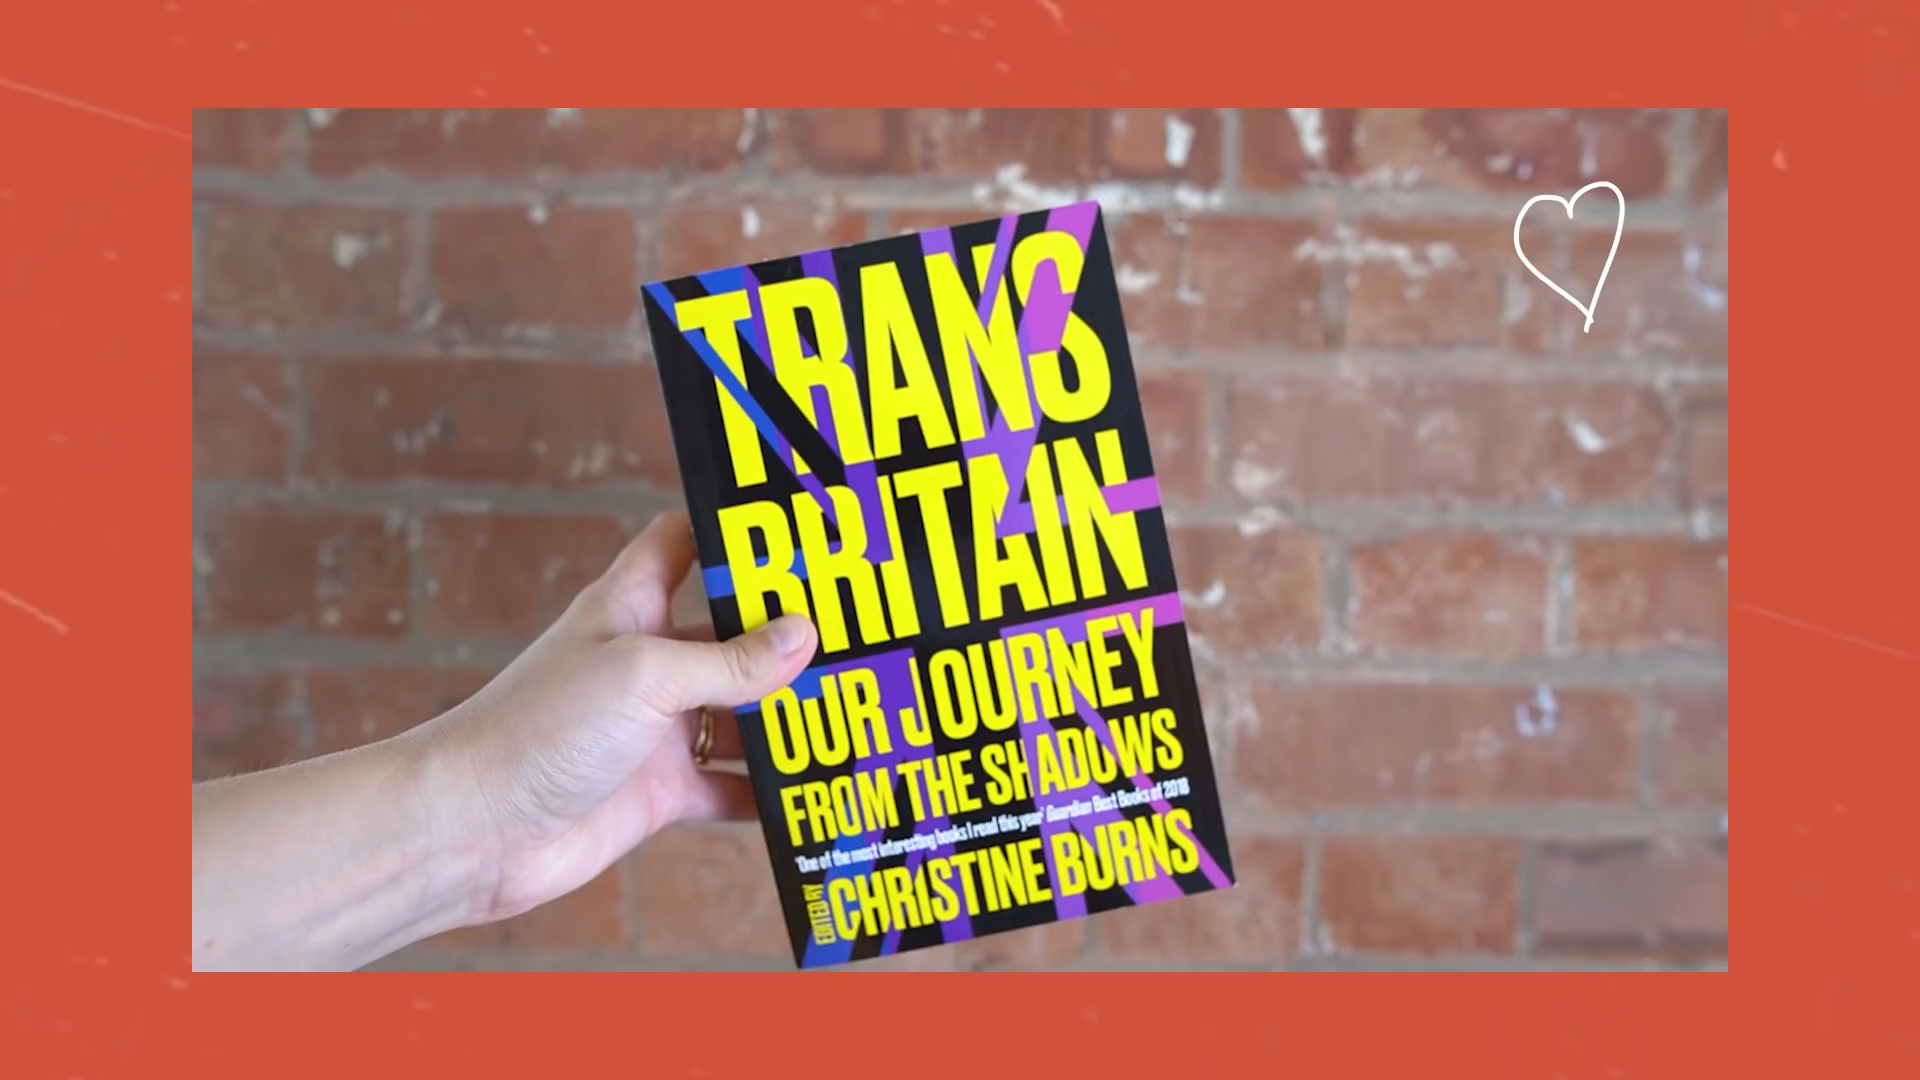 TRANS
BRITAIN
OUR JOURNEY
FROM THE SHADOWS
'One of the most interesting books I read this year' Guardian Best Books of 2018
EDITED BY
CHRISTINE BURNS